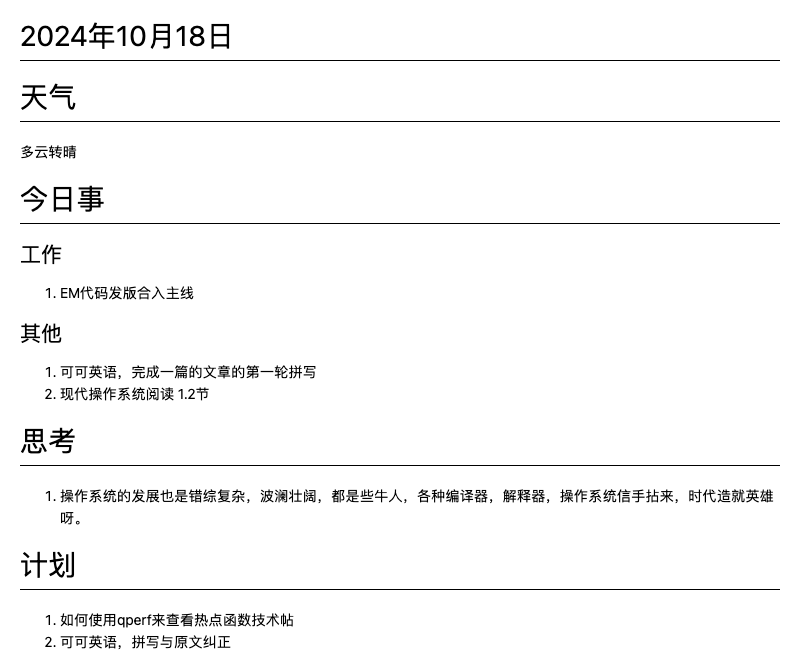 2024年10月18日
天气
多云转晴
今日事
工作
1. EM代码发版合入主线
其他
1. 可可英语，完成一篇的文章的第一轮拼写
2. 现代操作系统阅读 1.2节
思考
1. 操作系统的发展也是错综复杂，波澜壮阔，都是些牛人，各种编译器，解释器，操作系统信手拈来，时代造就英雄
呀。
计划
1. 如何使用qperf来查看热点函数技术帖
2. 可可英语，拼写与原文纠正